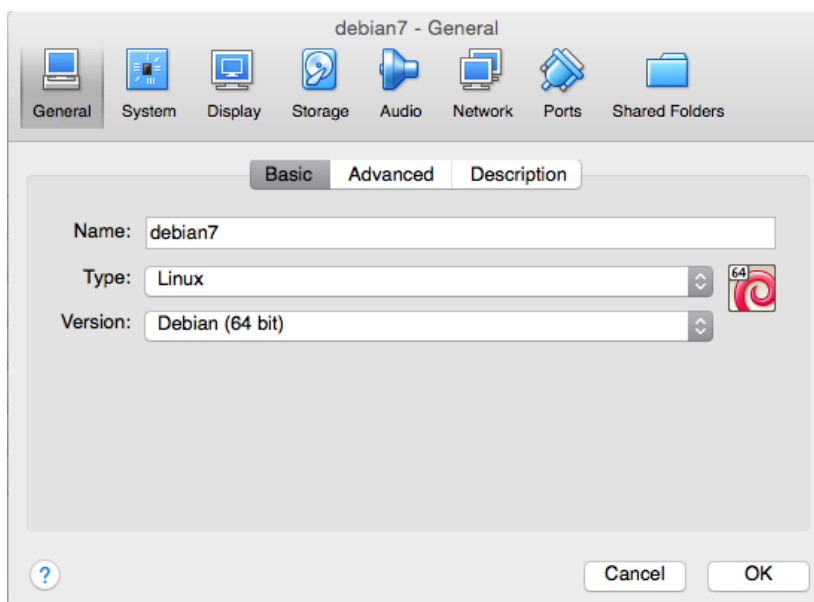 debian7 - General
General System Display Storage Audio Network Ports Shared Folders
Basic Advanced Description
Name: debian7
Type: Linux
64
Version: Debian (64 bit)
? Cancel OK